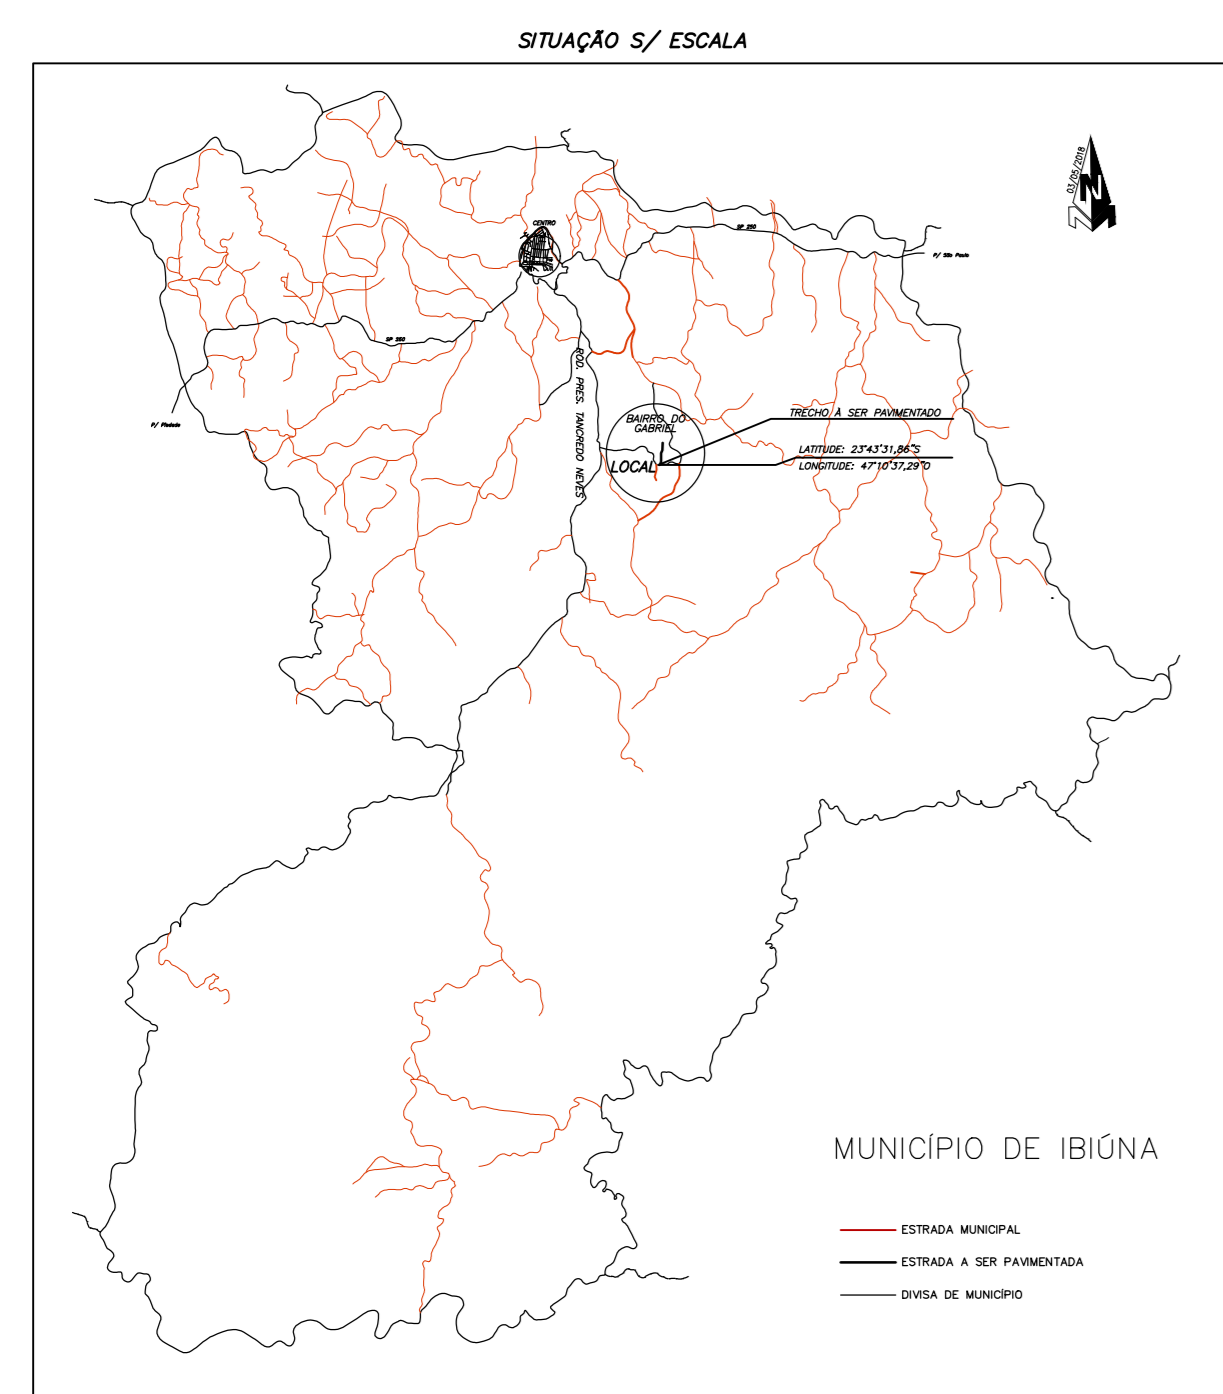 SITUAÇÃO S/ ESCALA
03/05/2018
N
CENTRO
SP 250
P/ São Paulo
SP 250
P/ Piedade
ROD. PRES. TANCREDO NEVES
BAIRRO DO
GABRIEL
LOCAL
TRECHO À SER PAVIMENTADO
LATITUDE: 23°43'31,86"S
LONGITUDE: 47°10'37,29"O
MUNICÍPIO DE IBIÚNA
ESTRADA MUNICIPAL
ESTRADA A SER PAVIMENTADA
DIVISA DE MUNICÍPIO